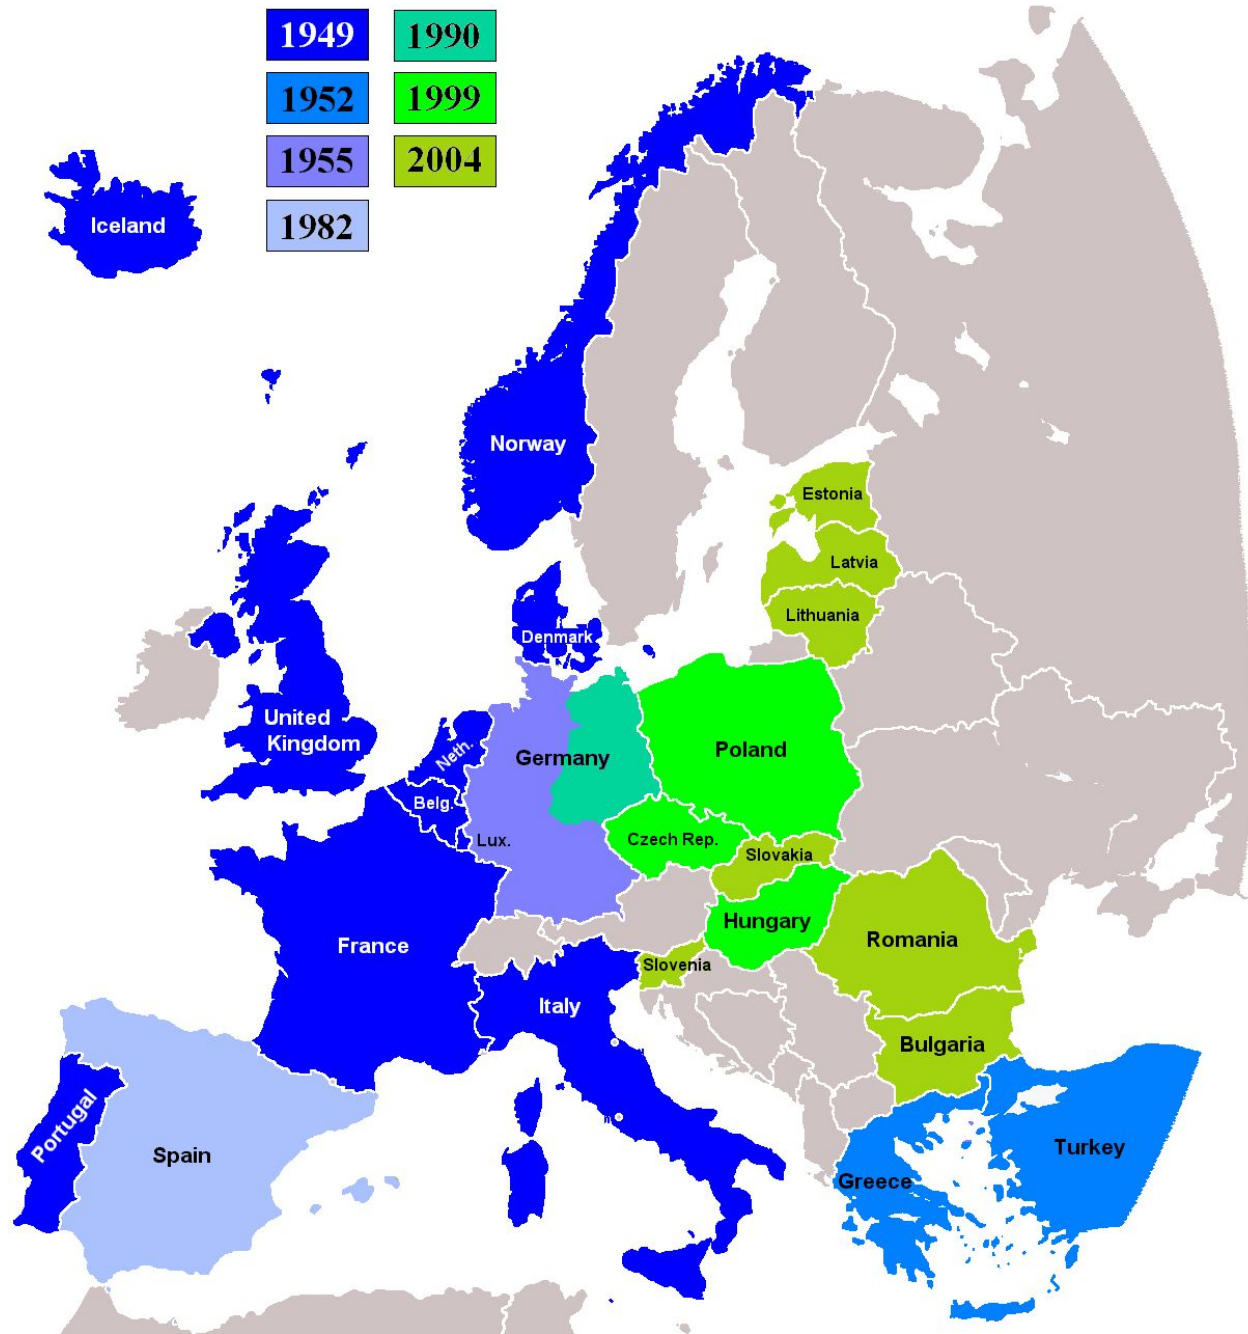 1949
1990
1952
1999
1955
2004
1982
Iceland
Norway
Estonia
Latvia
Lithuania
Denmark
United
Kingdom
Neth.
Germany
Poland
Belg.
Lux.
Czech Rep.
Slovakia
Hungary
France
Romania
Slovenia
Italy
Bulgaria
Portugal
Spain
Turkey
Greece